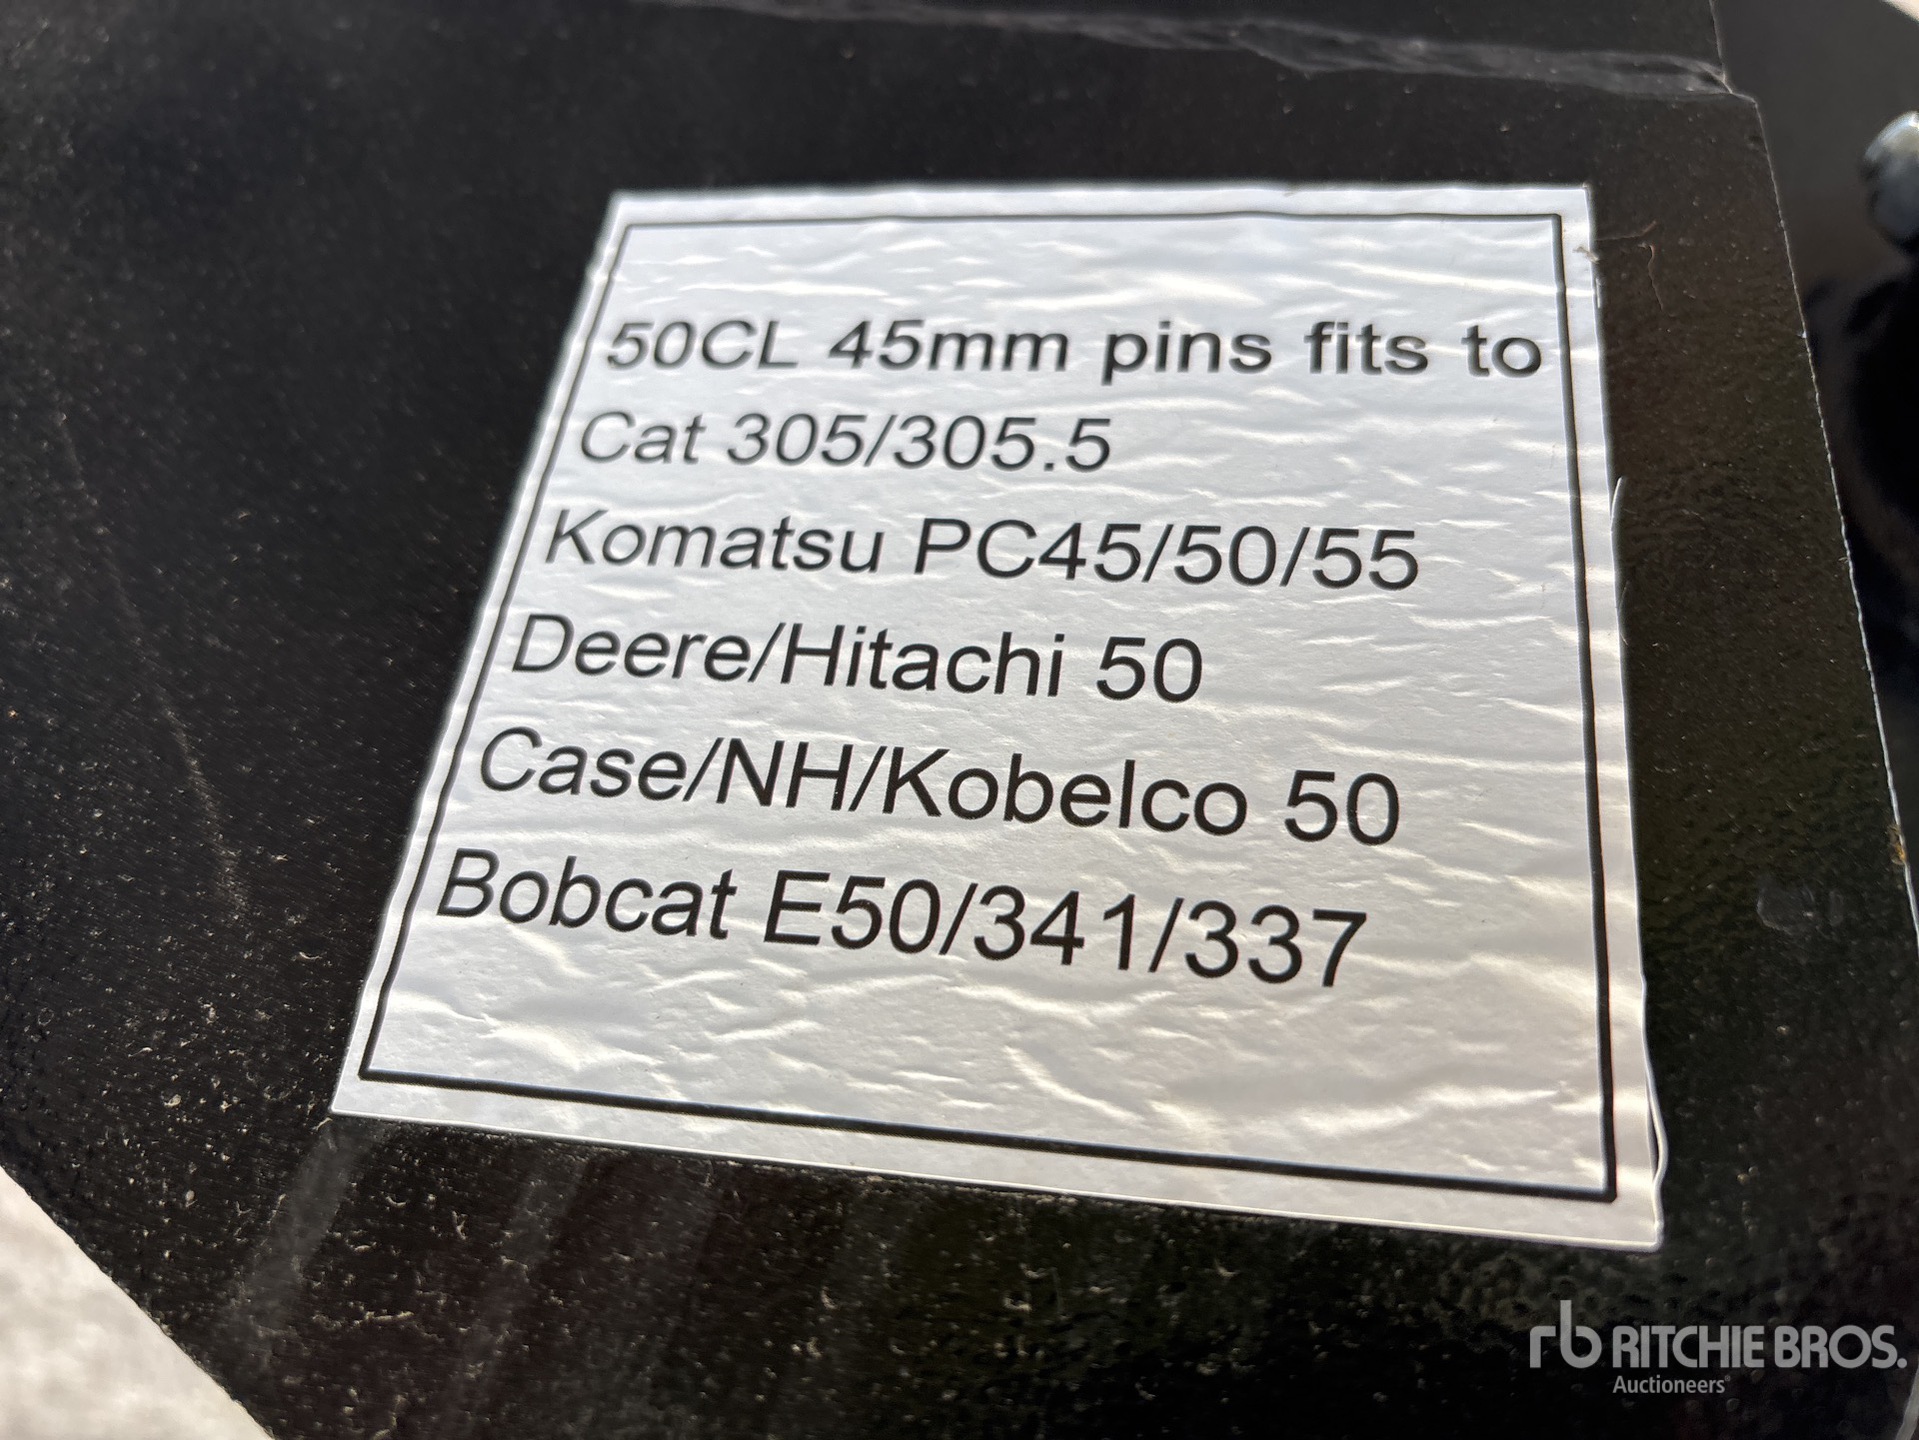 50CL 45mm pins fits to
Cat 305/305.5
Komatsu PC45/50/55
Deere/Hitachi 50
Case/NH/Kobelco 50
Bobcat E50/341/337
rb RITCHIE BROS.
Auctioneers